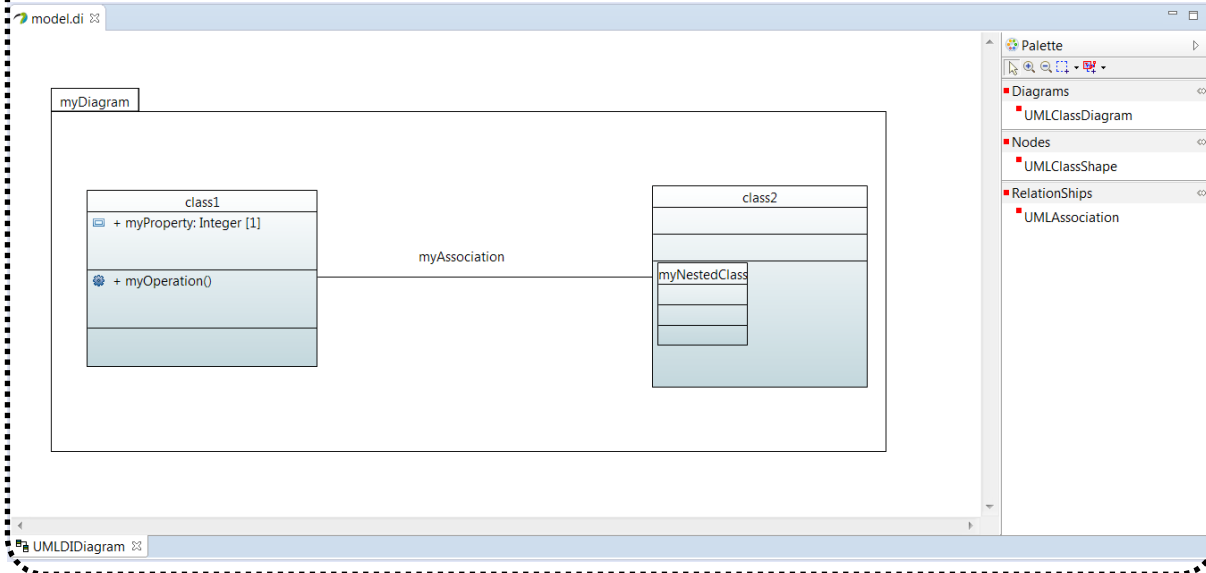 model.di
myDiagram
class1
+ myProperty: Integer [1]
+ myOperation()
myAssociation
class2
myNestedClass
Palette
Diagrams
UMLClassDiagram
Nodes
UMLClassShape
RelationShips
UMLAssociation
UMLDIDiagram